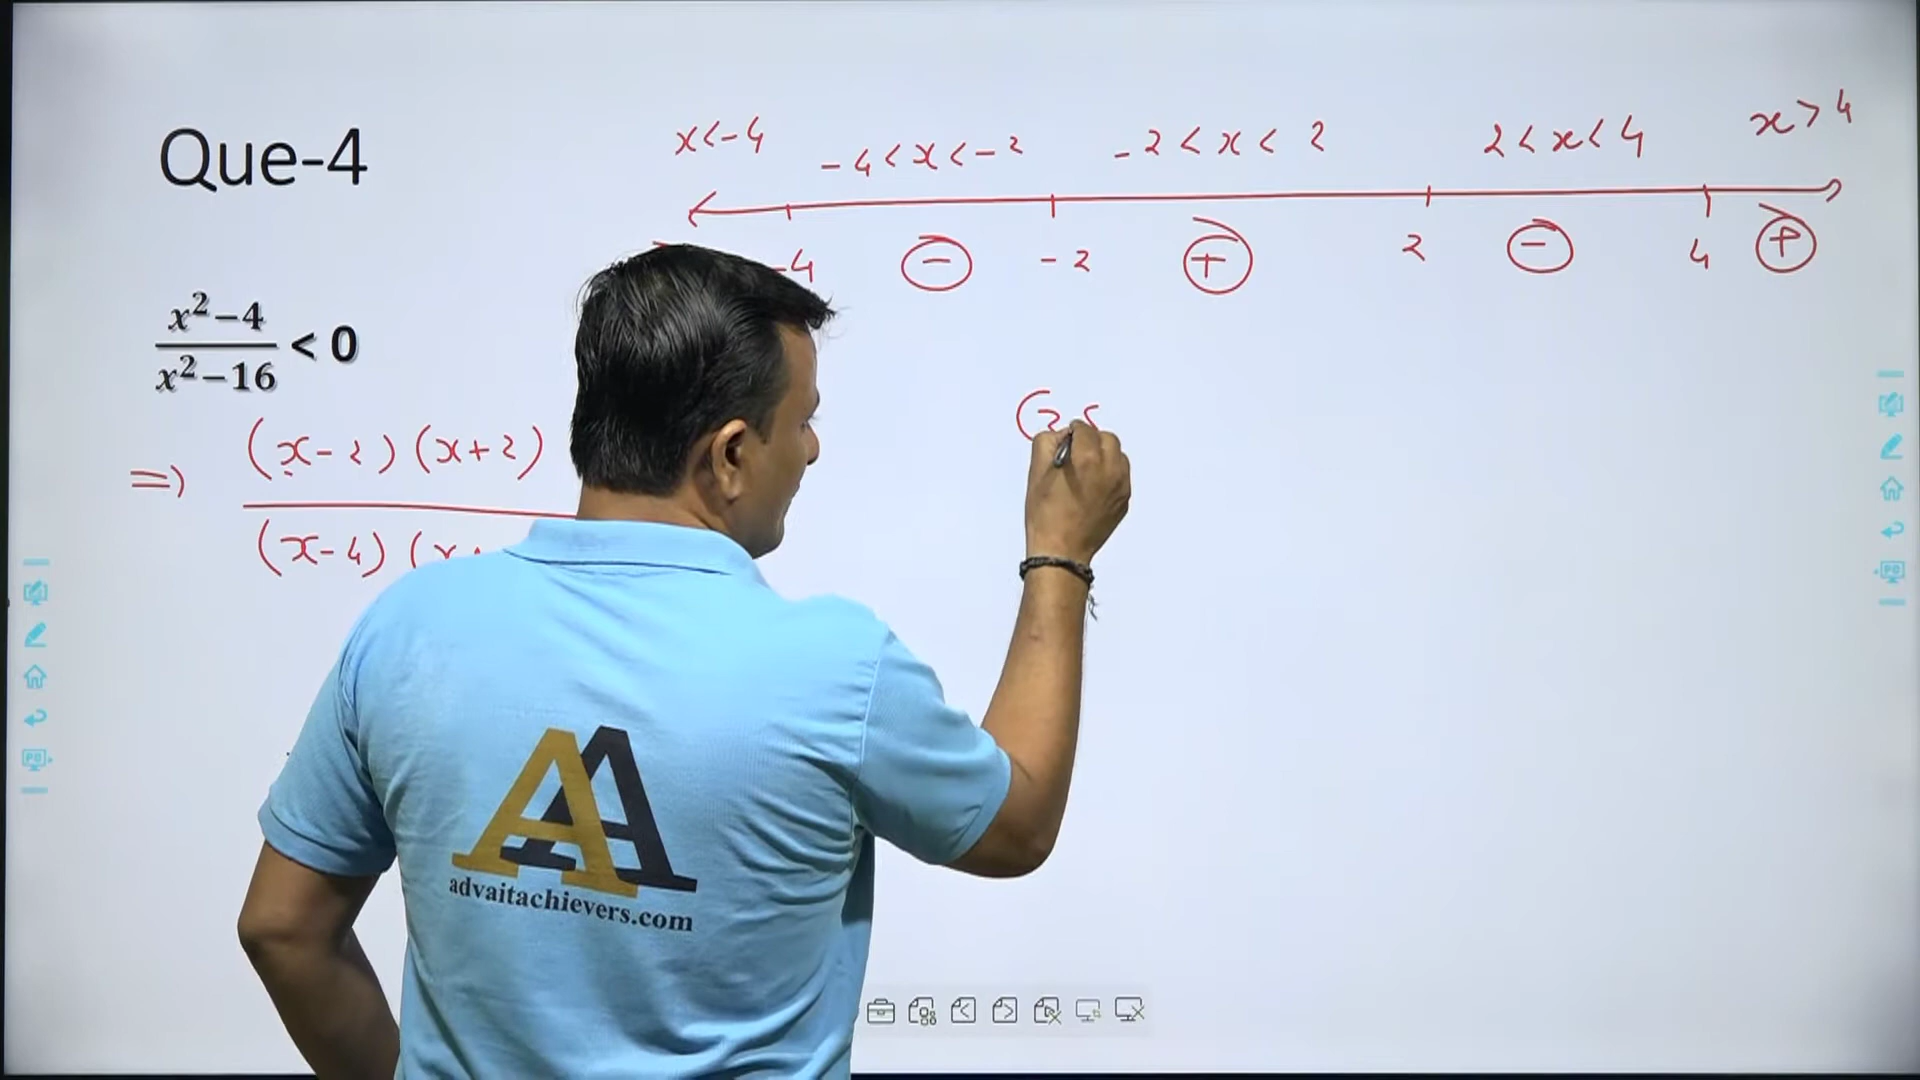 Que-4
x<-4
-4<x<-2
-2<x<2
2<x<4
x>4
-4
-
-2
+
2
-
4
+
x²-4
x²-16
< 0
=> (x-2)(x+2)
(x-4)(x+
advaitachievers.com